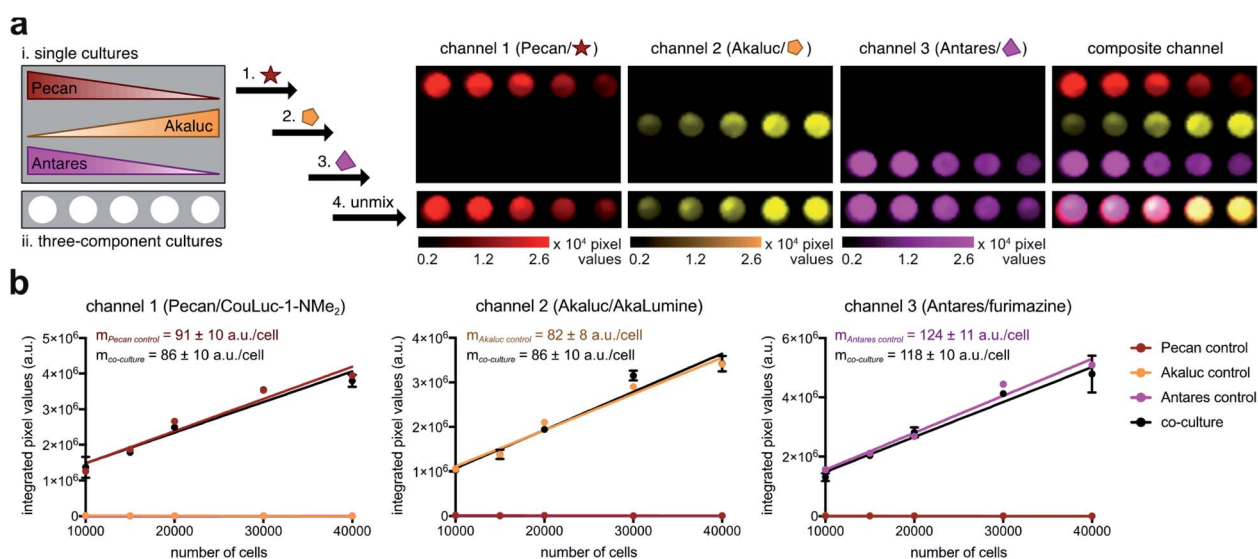 a
i. single cultures
Pecan
Akaluc
Antares
ii. three-component cultures
1.
2.
3.
4. unmix
channel 1 (Pecan/ )
channel 2 (Akaluc/ )
channel 3 (Antares/ )
composite channel
0.2 1.2 2.6 x 10⁴ pixel values
0.2 1.2 2.6 x 10⁴ pixel values
0.2 1.2 2.6 x 10⁴ pixel values
b
channel 1 (Pecan/CouLuc-1-NMe₂)
m Pecan control = 91 ± 10 a.u./cell
m co-culture = 86 ± 10 a.u./cell
integrated pixel values (a.u.)
5×10⁶
4×10⁶
3×10⁶
2×10⁶
1×10⁶
0
10000 20000 30000 40000
number of cells
channel 2 (Akaluc/AkaLumine)
m Akaluc control = 82 ± 8 a.u./cell
m co-culture = 86 ± 10 a.u./cell
integrated pixel values (a.u.)
4×10⁶
3×10⁶
2×10⁶
1×10⁶
0
10000 20000 30000 40000
number of cells
channel 3 (Antares/furimazine)
m Antares control = 124 ± 11 a.u./cell
m co-culture = 118 ± 10 a.u./cell
integrated pixel values (a.u.)
6×10⁶
4×10⁶
2×10⁶
0
10000 20000 30000 40000
number of cells
Pecan control
Akaluc control
Antares control
co-culture